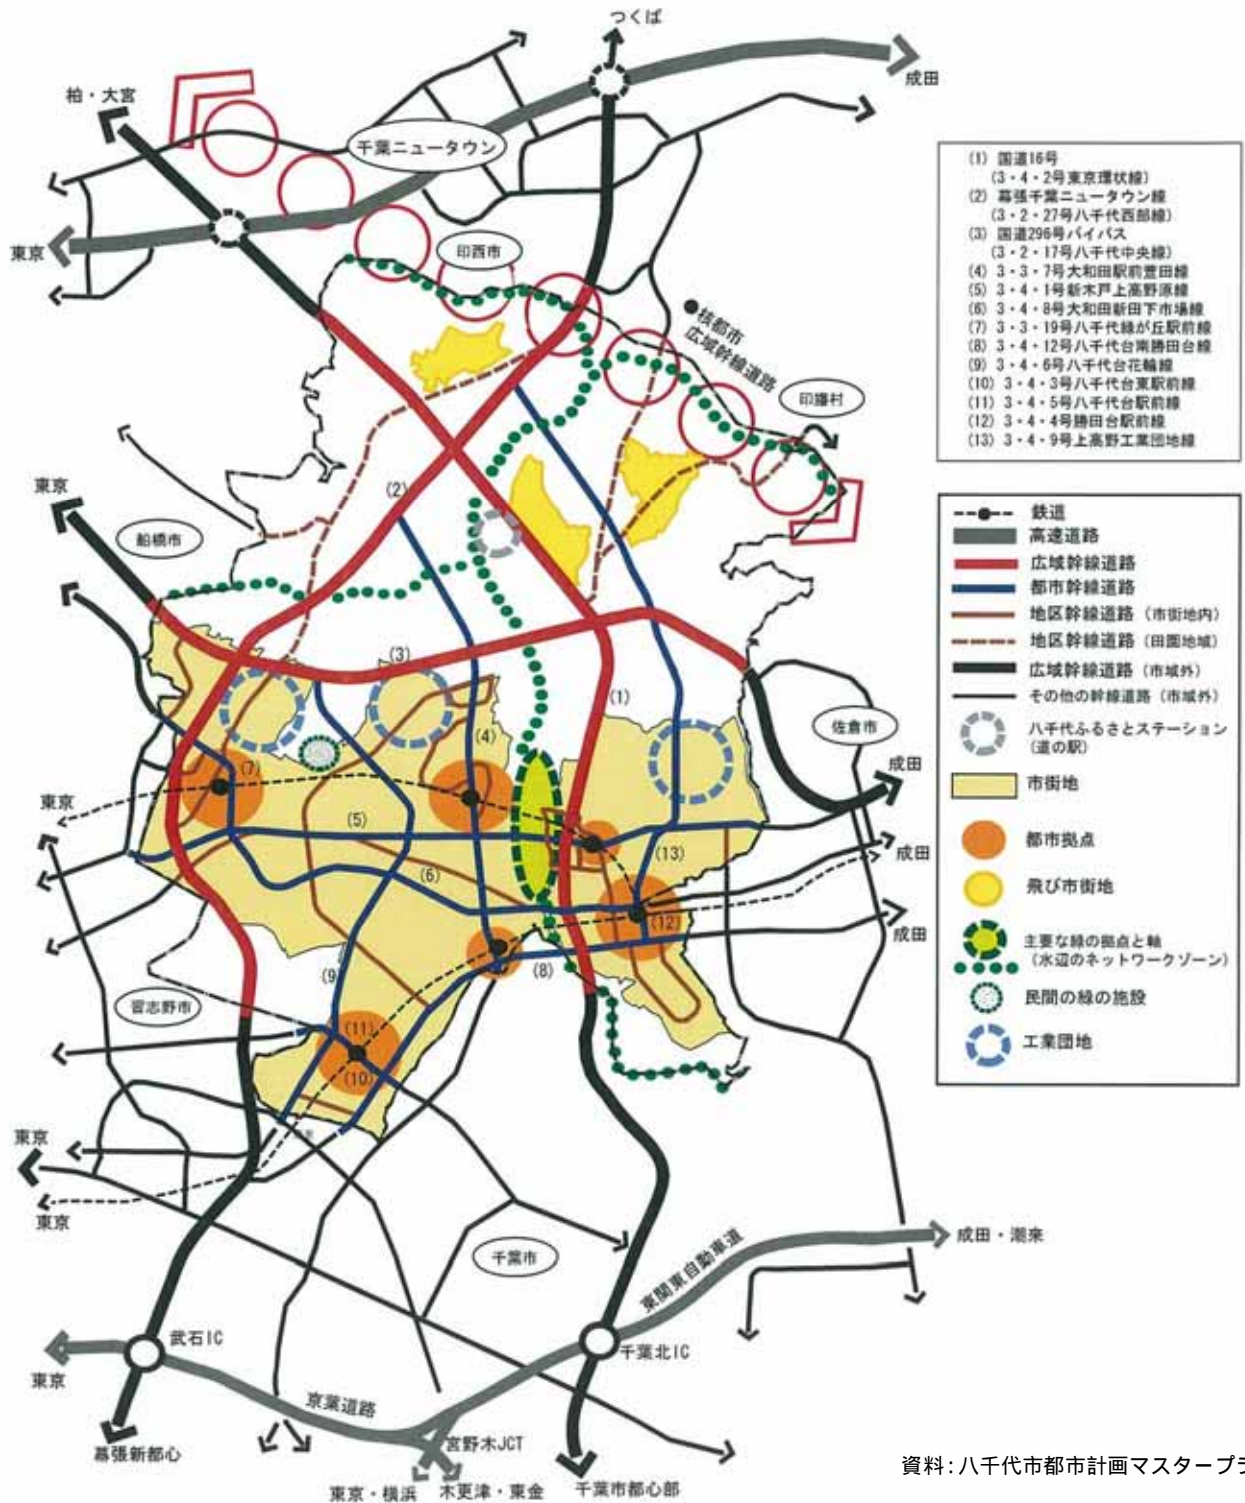 つくば
成田
柏・大宮
千葉ニュータウン
東京
印西市
核都市
広域幹線道路
印旛村
(1) 国道16号
(3・4・2号東京環状線)
(2) 幕張千葉ニュータウン線
(3・2・27号八千代西部線)
(3) 国道296号バイパス
(3・2・17号八千代中央線)
(4) 3・3・7号大和田駅前萱田線
(5) 3・4・1号新木戸上高野原線
(6) 3・4・8号大和田新田下市場線
(7) 3・3・19号八千代緑が丘駅前線
(8) 3・4・12号八千代台南勝田台線
(9) 3・4・6号八千代台花輪線
(10) 3・4・3号八千代台東駅前線
(11) 3・4・5号八千代台駅前線
(12) 3・4・4号勝田台駅前線
(13) 3・4・9号上高野工業団地線
東京
船橋市
(2)
(3)
(1)
(4)
(7)
(5)
(6)
(13)
(12)
(8)
(9)
(11)
(10)
鉄道
高速道路
広域幹線道路
都市幹線道路
地区幹線道路(市街地内)
地区幹線道路(田園地域)
広域幹線道路(市域外)
その他の幹線道路(市域外)
八千代ふるさとステーション
(道の駅)
市街地
都市拠点
飛び市街地
主要な緑の拠点と軸
(水辺のネットワークゾーン)
民間の緑の施設
工業団地
佐倉市
成田
東京
成田
成田
習志野市
東京
東京
千葉市
東関東自動車道
成田・潮来
武石IC
千葉北IC
東京
京葉道路
幕張新都心
宮野木JCT
東京・横浜
木更津・東金
千葉市都心部
資料:八千代市都市計画マスタープラ